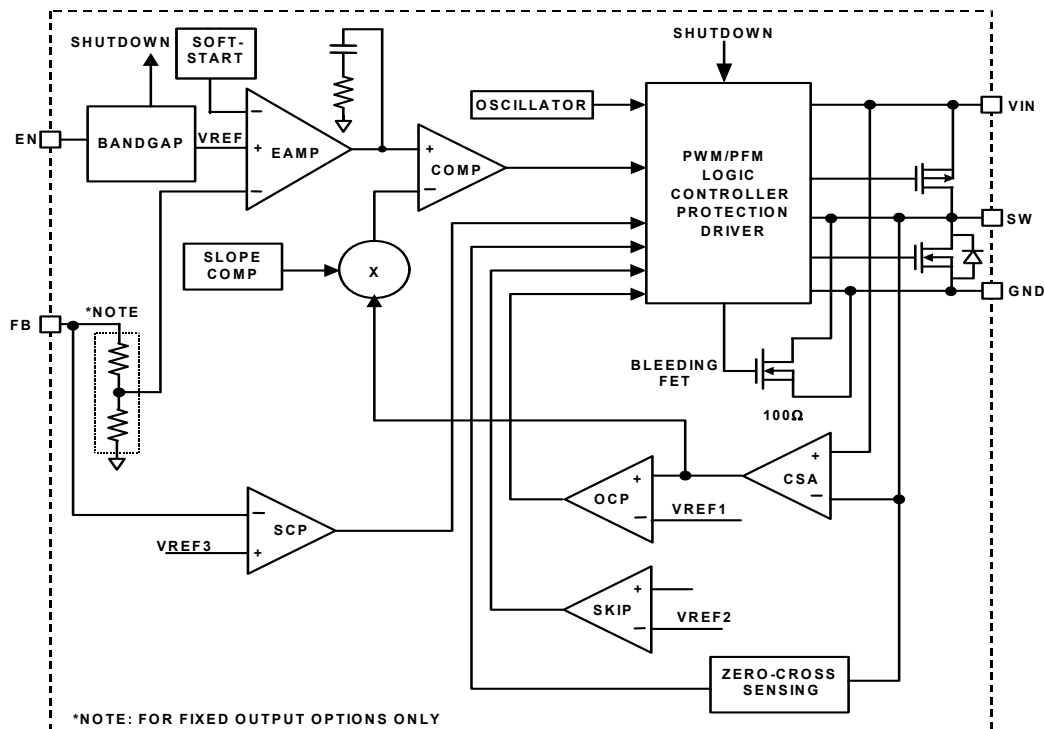 SHUTDOWN
SOFT-
START
SHUTDOWN
OSCILLATOR
VIN
EN
BANDGAP
VREF
−
+
−
EAMP
+
−
COMP
PWM/PFM
LOGIC
CONTROLLER
PROTECTION
DRIVER
SW
SLOPE
COMP
X
GND
FB
*NOTE
BLEEDING
FET
100Ω
+
−
CSA
OCP
+
−
VREF1
−
+
SCP
VREF3
SKIP
+
−
VREF2
ZERO-CROSS
SENSING
*NOTE: FOR FIXED OUTPUT OPTIONS ONLY